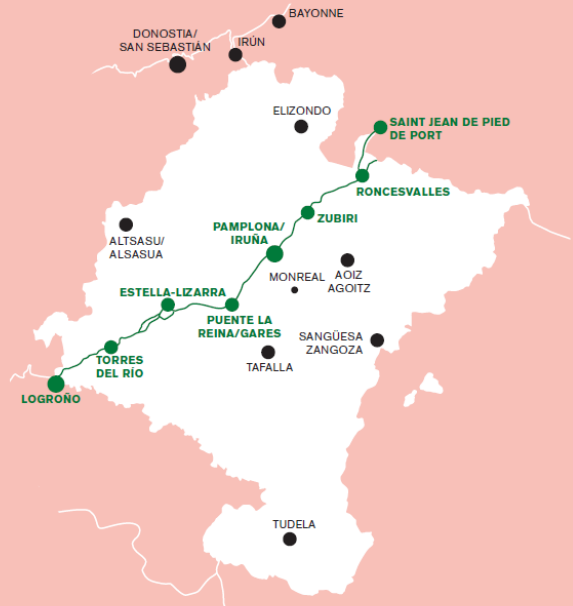 BAYONNE
DONOSTIA/
SAN SEBASTIÁN
IRÚN
ELIZONDO
SAINT JEAN DE PIED
DE PORT
RONCESVALLES
ZUBIRI
PAMPLONA/
IRUÑA
ALTSASU/
ALSASUA
AOIZ
AGOITZ
MONREAL
ESTELLA-LIZARRA
PUENTE LA
REINA/GARES
SANGÜESA
ZANGOZA
TAFALLA
TORRES
DEL RÍO
LOGROÑO
TUDELA